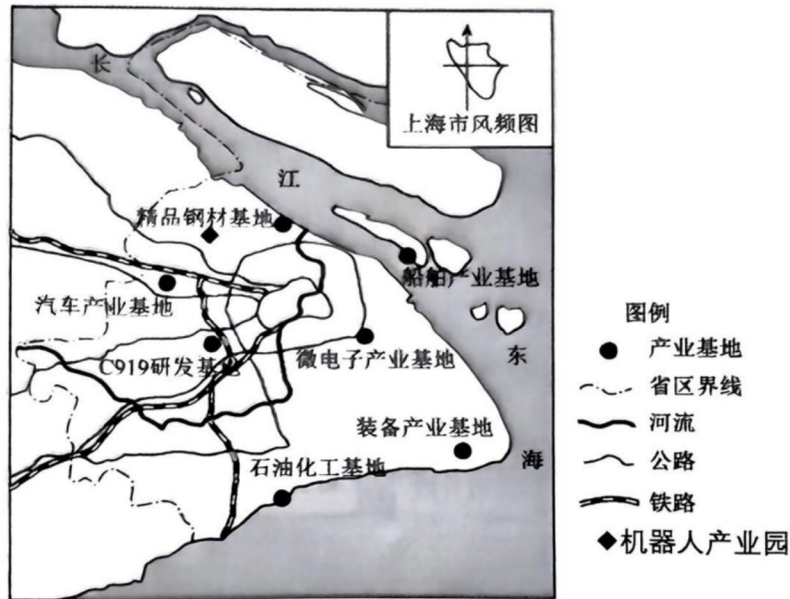 长
江
上海市风频图
精品钢材基地
船舶产业基地
汽车产业基地
C919研发基地
微电子产业基地
东
海
装备产业基地
石油化工基地
图例
产业基地
省区界线
河流
公路
铁路
机器人产业园